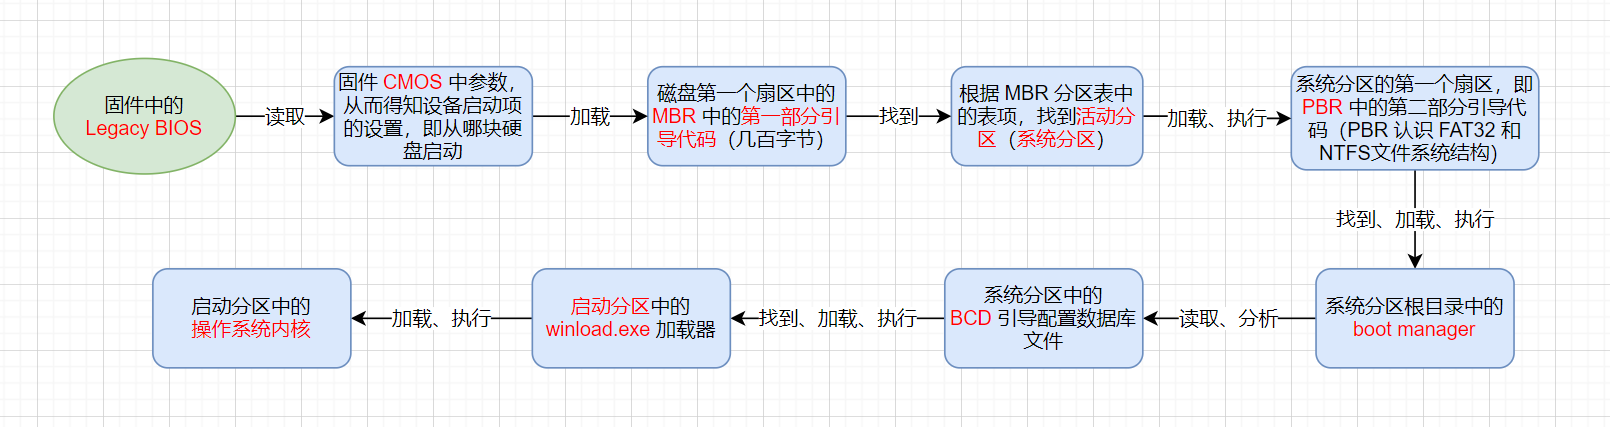 固件中的
Legacy BIOS
读取
固件 CMOS 中参数，
从而得知设备启动项
的设置，即从哪块硬
盘启动
加载
磁盘第一个扇区中的
MBR 中的第一部分引
导代码（几百字节）
找到
根据 MBR 分区表中
的表项，找到活动分
区（系统分区）
加载、执行
系统分区的第一个扇区，即
PBR 中的第二部分引导代
码（PBR 认识 FAT32 和
NTFS文件系统结构）
找到、加载、执行
系统分区根目录中的
boot manager
读取、分析
系统分区中的
BCD 引导配置数据库
文件
找到、加载、执行
启动分区中的
winload.exe 加载器
加载、执行
启动分区中的
操作系统内核